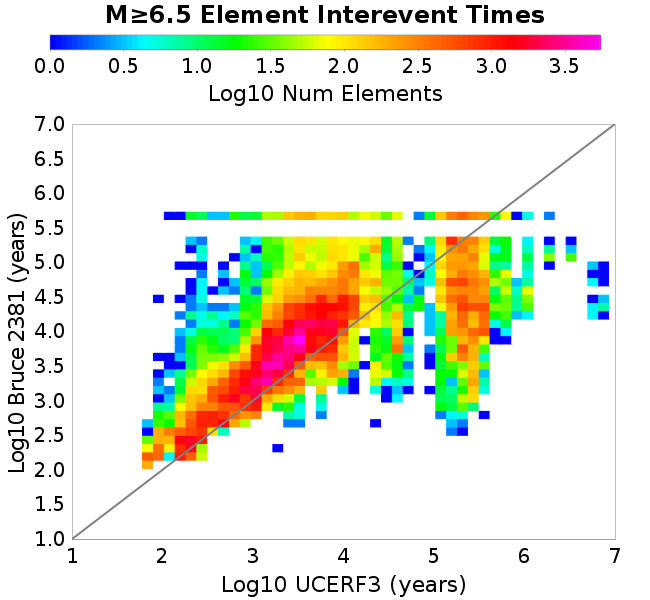 M≥6.5 Element Interevent Times
0.0 0.5 1.0 1.5 2.0 2.5 3.0 3.5
Log10 Num Elements
7.0
6.5
6.0
5.5
5.0
4.5
4.0
3.5
3.0
2.5
2.0
1.5
1.0
Log10 Bruce 2381 (years)
1 2 3 4 5 6 7
Log10 UCERF3 (years)